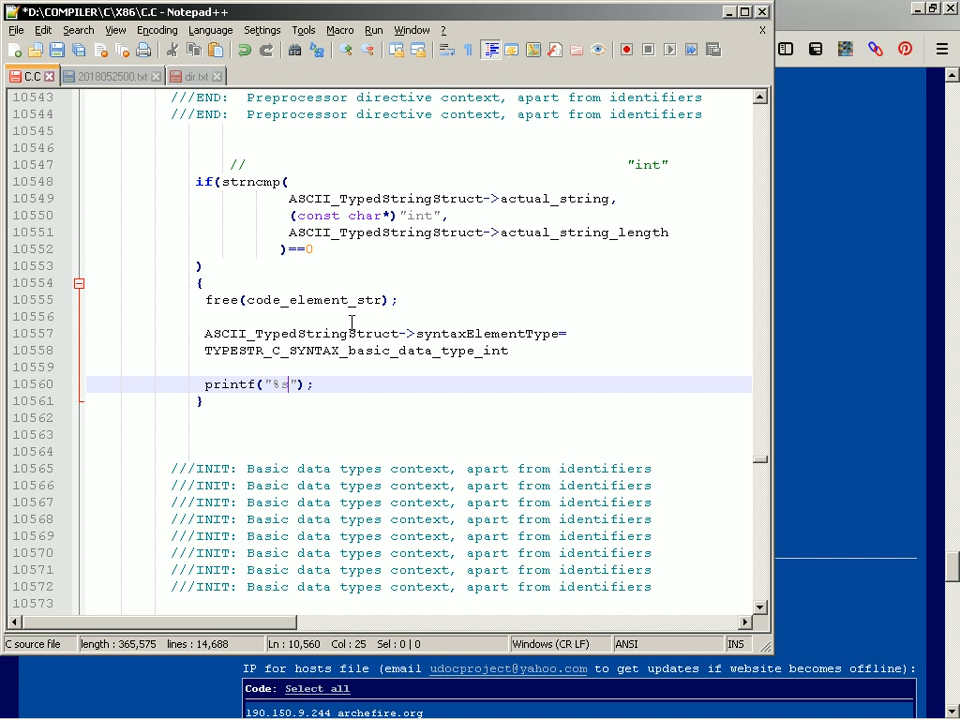 *D:\COMPILER\C\X86\C.C - Notepad++
File Edit Search View Encoding Language Settings Tools Macro Run Window ? X
C.C 2018052500.txt dir.txt
10543 ///END: Preprocessor directive context, apart from identifiers
10544 ///END: Preprocessor directive context, apart from identifiers
10545
10546
10547 // "int"
10548 if(strncmp(
10549 ASCII_TypedStringStruct->actual_string,
10550 (const char*)"int",
10551 ASCII_TypedStringStruct->actual_string_length
10552 )==0
10553 )
10554 {
10555 free(code_element_str);
10556
10557 ASCII_TypedStringStruct->syntaxElementType=
10558 TYPESTR_C_SYNTAX_basic_data_type_int
10559
10560 printf("%s");
10561 }
10562
10563
10564
10565 ///INIT: Basic data types context, apart from identifiers
10566 ///INIT: Basic data types context, apart from identifiers
10567 ///INIT: Basic data types context, apart from identifiers
10568 ///INIT: Basic data types context, apart from identifiers
10569 ///INIT: Basic data types context, apart from identifiers
10570 ///INIT: Basic data types context, apart from identifiers
10571 ///INIT: Basic data types context, apart from identifiers
10572 ///INIT: Basic data types context, apart from identifiers
10573
C source file length : 365,575 lines : 14,688 Ln : 10,560 Col : 25 Sel : 0 | 0 Windows (CR LF) ANSI INS
IP for hosts file (email udocproject@yahoo.com to get updates if website becomes offline):
Code: Select all
190.150.9.244 archefire.org